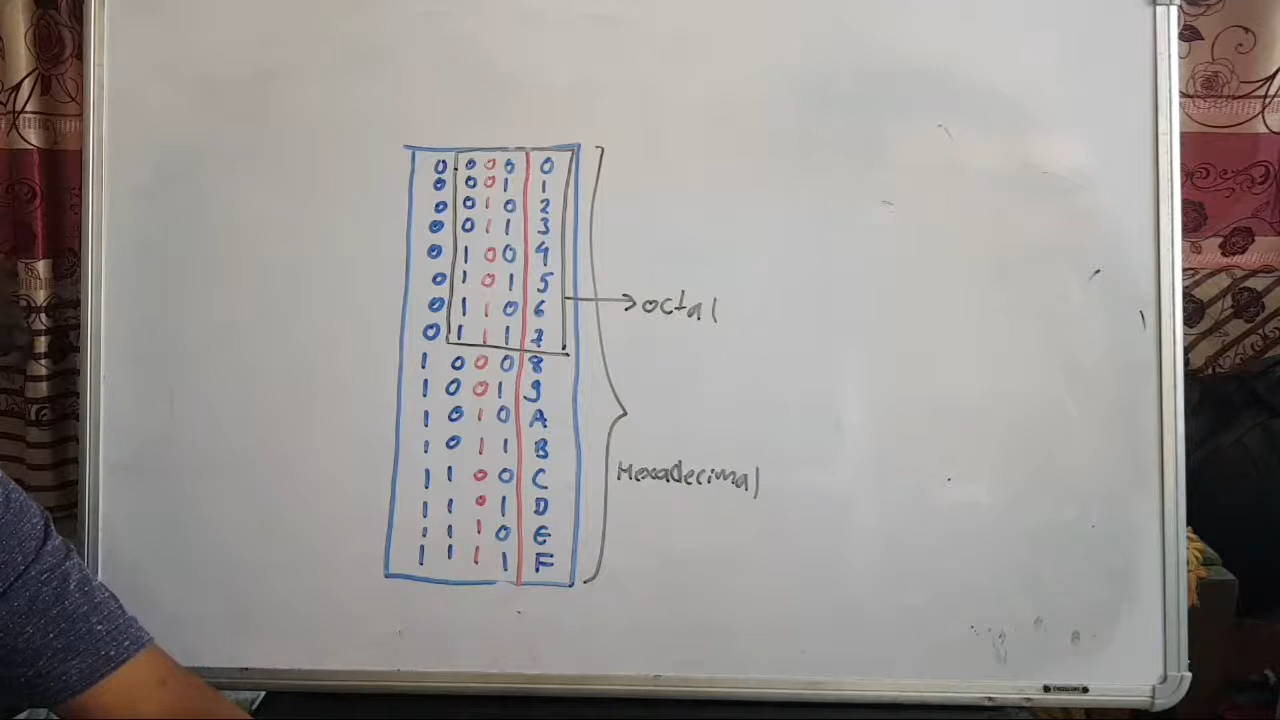 0 0 0 0 0
0 0 0 1 1
0 0 1 0 2
0 0 1 1 3
0 1 0 0 4
0 1 0 1 5
0 1 1 0 6
0 1 1 1 7
1 0 0 0 8
1 0 0 1 9
1 0 1 0 A
1 0 1 1 B
1 1 0 0 C
1 1 0 1 D
1 1 1 0 E
1 1 1 1 F
octal
Hexadecimal